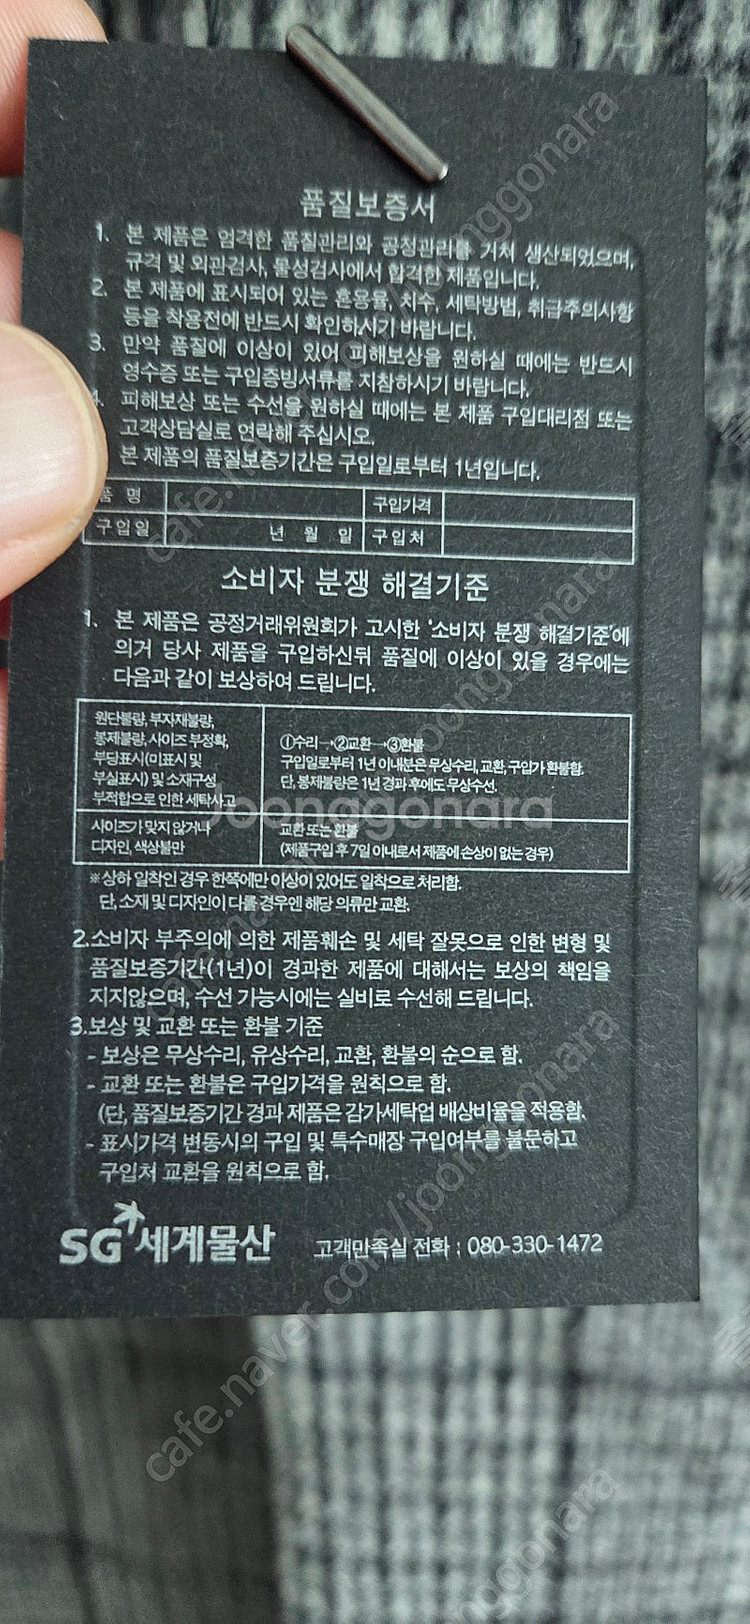 품질보증서
1. 본 제품은 엄격한 품질관리와 공정관리를 거쳐 생산되었으며,
규격 및 외관검사, 물성검사에서 합격한 제품입니다.
2. 본 제품에 표시되어 있는 혼용율, 치수, 세탁방법, 취급주의사항
등을 착용전에 반드시 확인하시기 바랍니다.
3. 만약 품질에 이상이 있어 피해보상을 원하실 때에는 반드시
영수증 또는 구입증빙서류를 지참하시기 바랍니다.
4. 피해보상 또는 수선을 원하실 때에는 본 제품 구입대리점 또는
고객상담실로 연락해 주십시오.
본 제품의 품질보증기간은 구입일로부터 1년입니다.
품 명 구입가격
구입일 년 월 일 구입처
소비자 분쟁 해결기준
1. 본 제품은 공정거래위원회가 고시한 '소비자 분쟁 해결기준'에
의거 당사 제품을 구입하신뒤 품질에 이상이 있을 경우에는
다음과 같이 보상하여 드립니다.
원단불량, 부자재불량,
봉제불량, 사이즈 부정확,
부당표시(미표시 및
부실표시) 및 소재구성
부적합으로 인한 세탁사고
①수리→②교환→③환불
구입일로부터 1년 이내분은 무상수리, 교환, 구입가 환불함.
단, 봉제불량은 1년 경과 후에도 무상수선.
사이즈가 맞지 않거나
디자인, 색상불만
교환 또는 환불
(제품구입 후 7일 이내로서 제품에 손상이 없는 경우)
※상하 일착인 경우 한쪽에만 이상이 있어도 일착으로 처리함.
단, 소재 및 디자인이 다를 경우엔 해당 의류만 교환.
2.소비자 부주의에 의한 제품훼손 및 세탁 잘못으로 인한 변형 및
품질보증기간(1년)이 경과한 제품에 대해서는 보상의 책임을
지지않으며, 수선 가능시에는 실비로 수선해 드립니다.
3.보상 및 교환 또는 환불 기준
- 보상은 무상수리, 유상수리, 교환, 환불의 순으로 함.
- 교환 또는 환불은 구입가격을 원칙으로 함.
(단, 품질보증기간 경과 제품은 감가세탁업 배상비율을 적용함.
- 표시가격 변동시의 구입 및 특수매장 구입여부를 불문하고
구입처 교환을 원칙으로 함.
SG 세계물산 고객만족실 전화 : 080-330-1472
Joonggonara
cafe.naver.com/joonggonara